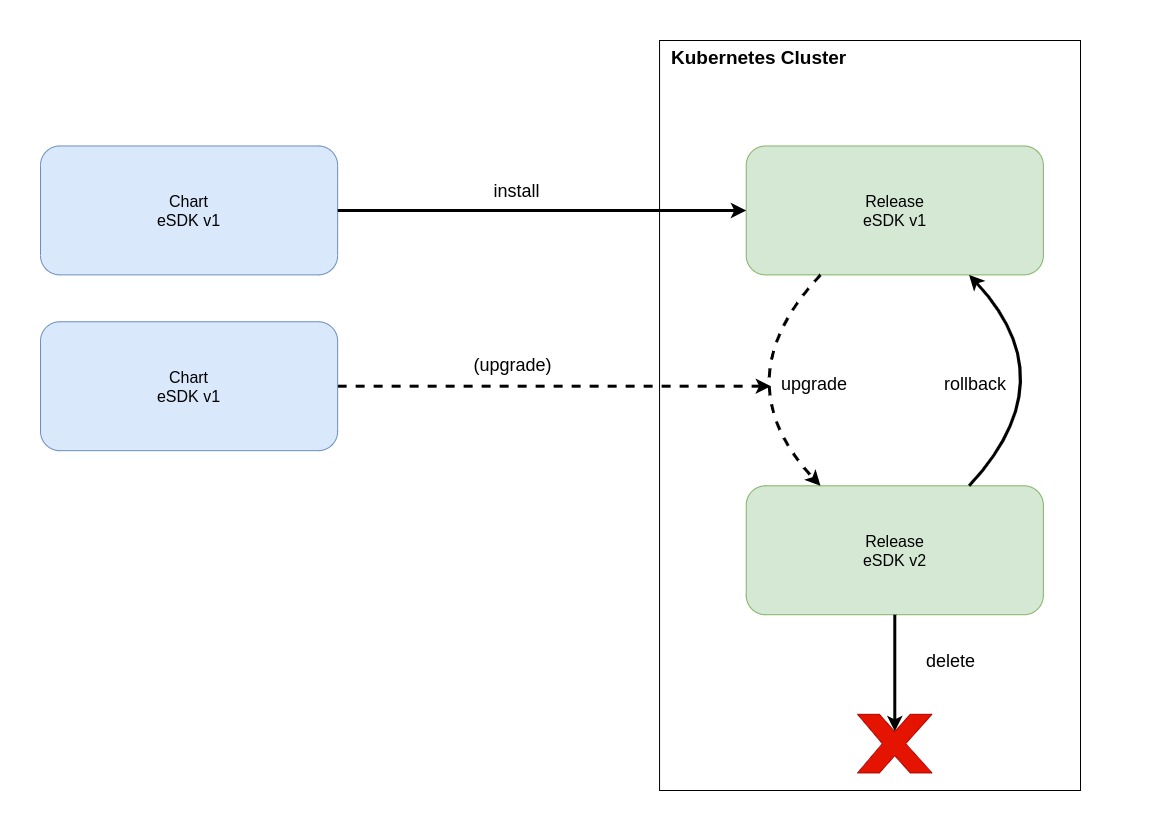 Kubernetes Cluster
Chart
eSDK v1
install
Release
eSDK v1
Chart
eSDK v1
(upgrade)
upgrade
rollback
Release
eSDK v2
delete